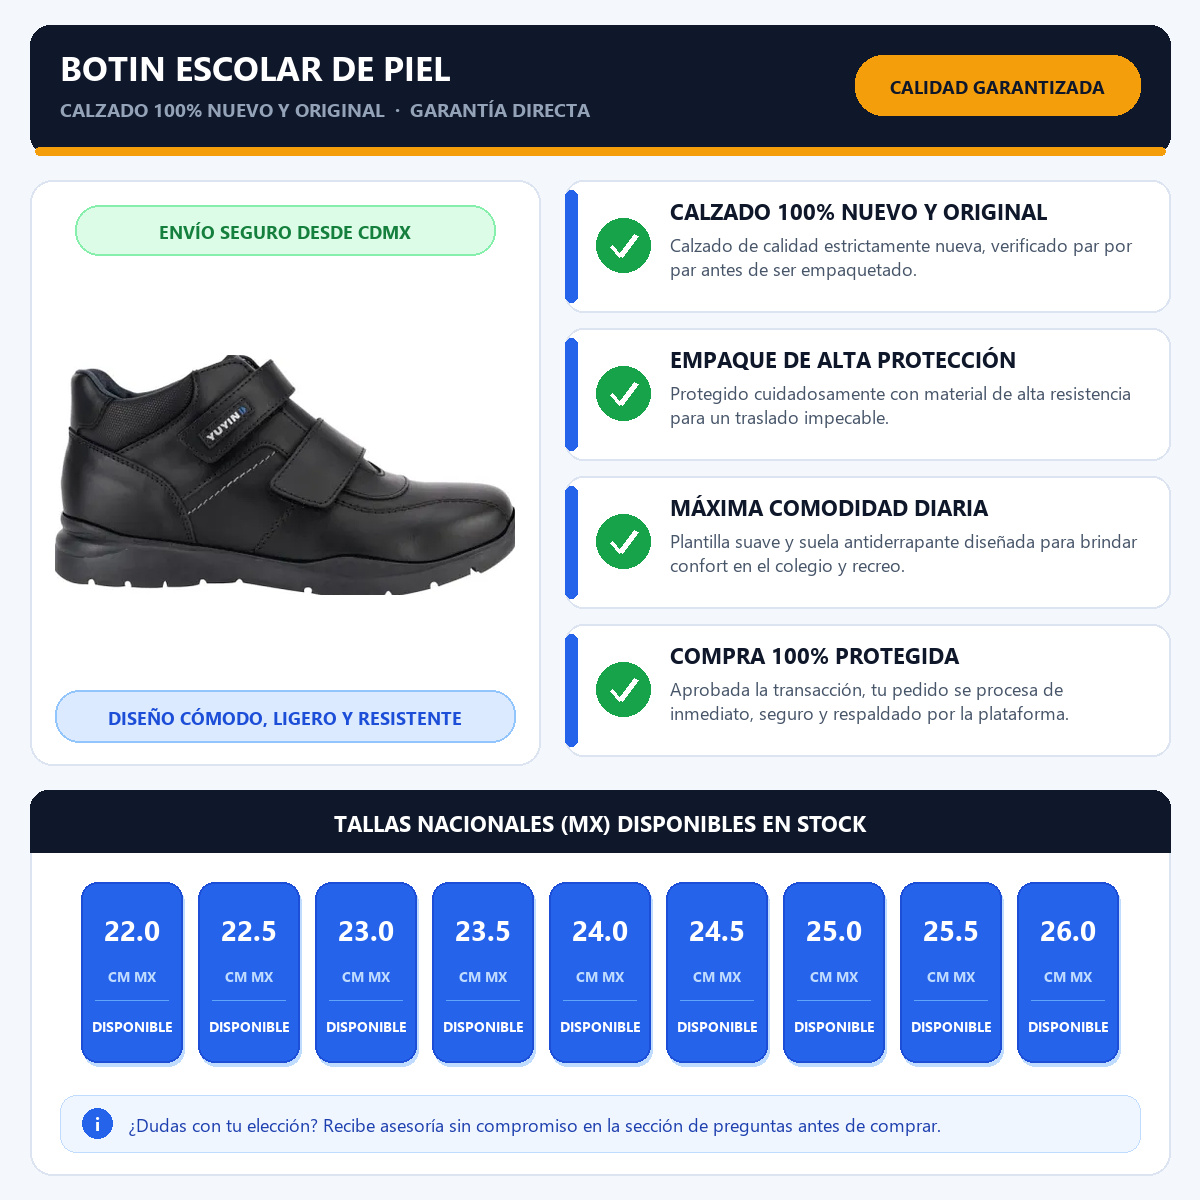 BOTIN ESCOLAR DE PIEL
CALZADO 100% NUEVO Y ORIGINAL · GARANTÍA DIRECTA
CALIDAD GARANTIZADA
ENVÍO SEGURO DESDE CDMX
YUYIN
DISEÑO CÓMODO, LIGERO Y RESISTENTE
CALZADO 100% NUEVO Y ORIGINAL
Calzado de calidad estrictamente nueva, verificado par por
par antes de ser empaquetado.
EMPAQUE DE ALTA PROTECCIÓN
Protegido cuidadosamente con material de alta resistencia
para un traslado impecable.
MÁXIMA COMODIDAD DIARIA
Plantilla suave y suela antiderrapante diseñada para brindar
confort en el colegio y recreo.
COMPRA 100% PROTEGIDA
Aprobada la transacción, tu pedido se procesa de
inmediato, seguro y respaldado por la plataforma.
TALLAS NACIONALES (MX) DISPONIBLES EN STOCK
22.0 22.5 23.0 23.5 24.0 24.5 25.0 25.5 26.0
CM MX CM MX CM MX CM MX CM MX CM MX CM MX CM MX CM MX
DISPONIBLE DISPONIBLE DISPONIBLE DISPONIBLE DISPONIBLE DISPONIBLE DISPONIBLE DISPONIBLE DISPONIBLE
i ¿Dudas con tu elección? Recibe asesoría sin compromiso en la sección de preguntas antes de comprar.